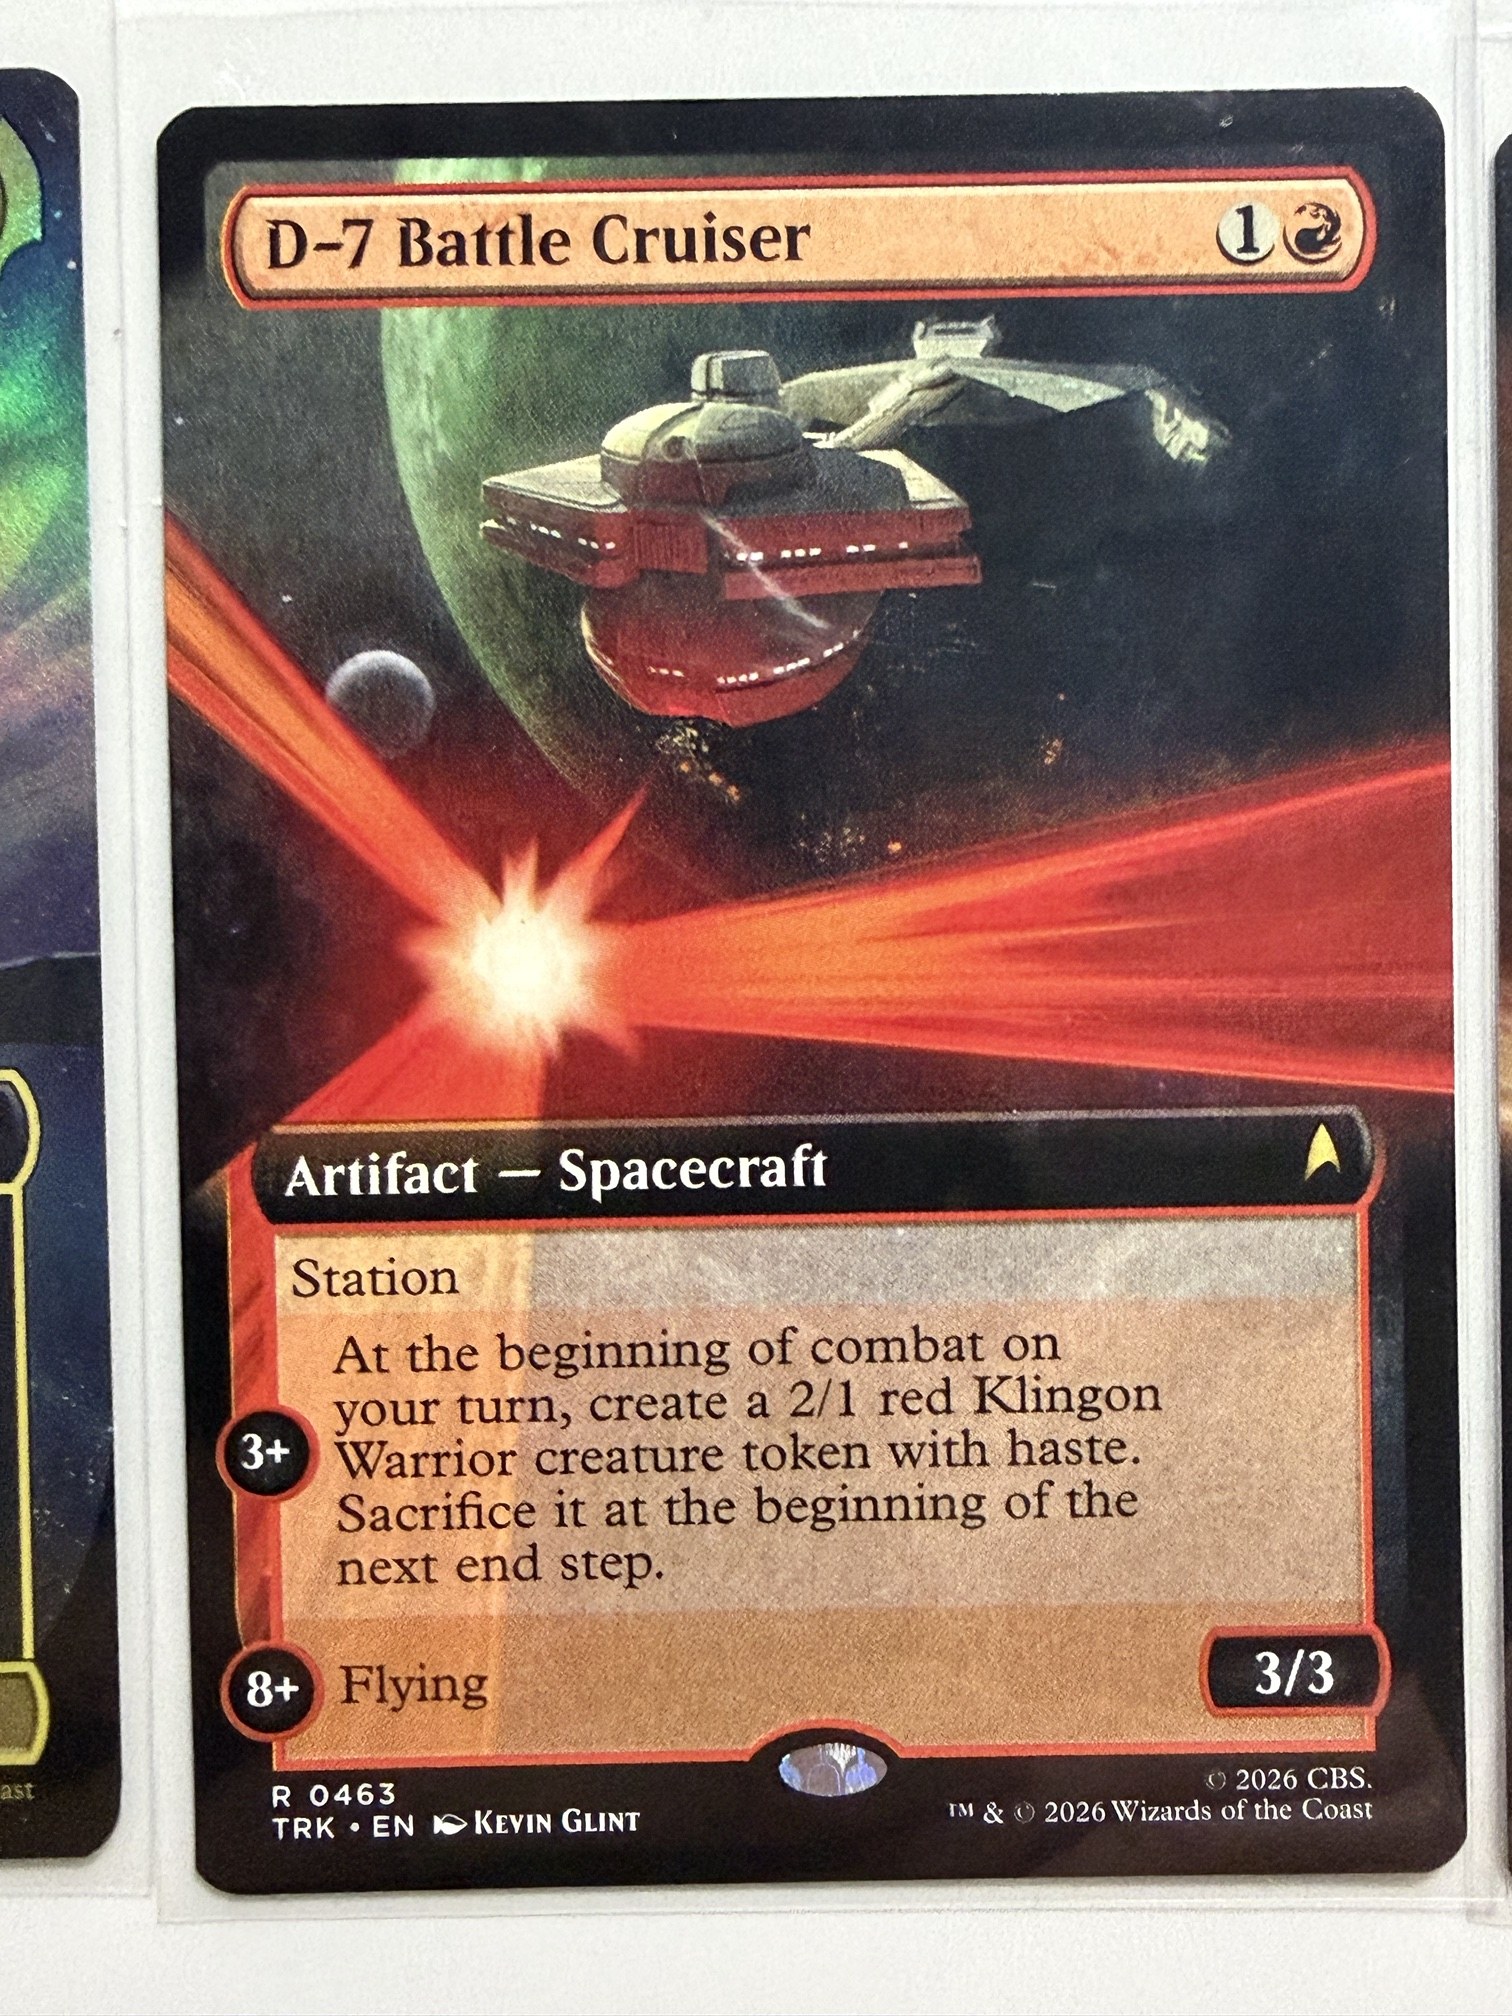 D-7 Battle Cruiser 1
Artifact — Spacecraft
Station
At the beginning of combat on
your turn, create a 2/1 red Klingon
3+ Warrior creature token with haste.
Sacrifice it at the beginning of the
next end step.
8+ Flying
3/3
R 0463
TRK • EN KEVIN GLINT
© 2026 CBS.
™ & © 2026 Wizards of the Coast
ast